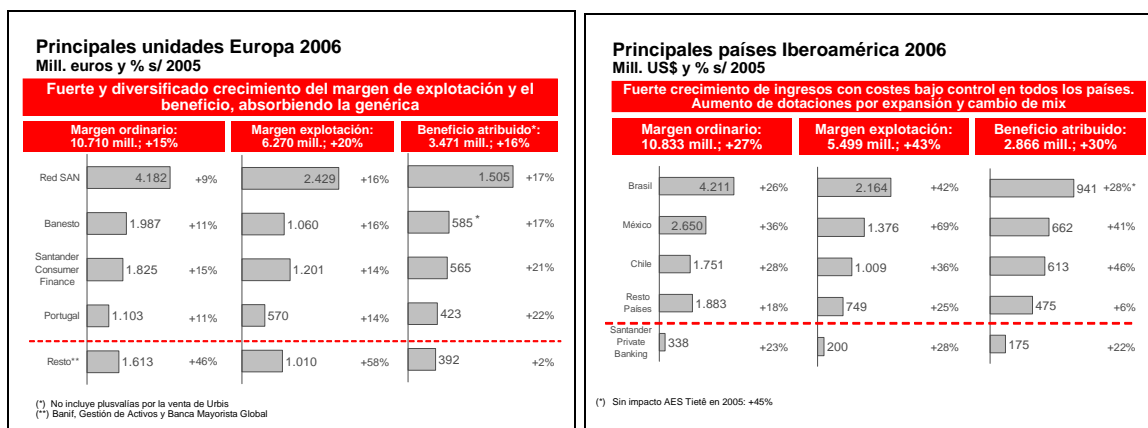 Principales unidades Europa 2006
Mill. euros y % s/ 2005
Fuerte y diversificado crecimiento del margen de explotación y el
beneficio, absorbiendo la genérica
Margen ordinario:
10.710 mill.; +15%
Margen explotación:
6.270 mill.; +20%
Beneficio atribuido*:
3.471 mill.; +16%
Red SAN 4.182 +9% 2.429 +16% 1.505 +17%
Banesto 1.987 +11% 1.060 +16% 585 * +17%
Santander
Consumer
Finance
1.825 +15% 1.201 +14% 565 +21%
Portugal 1.103 +11% 570 +14% 423 +22%
Resto** 1.613 +46% 1.010 +58% 392 +2%
(*) No incluye plusvalías por la venta de Urbis
(**) Banif, Gestión de Activos y Banca Mayorista Global
Principales países Iberoamérica 2006
Mill. US$ y % s/ 2005
Fuerte crecimiento de ingresos con costes bajo control en todos los países.
Aumento de dotaciones por expansión y cambio de mix
Margen ordinario:
10.833 mill.; +27%
Margen explotación:
5.499 mill.; +43%
Beneficio atribuido:
2.866 mill.; +30%
Brasil 4.211 +26% 2.164 +42% 941 +28%*
México 2.650 +36% 1.376 +69% 662 +41%
Chile 1.751 +28% 1.009 +36% 613 +46%
Resto
Países
1.883 +18% 749 +25% 475 +6%
Santander
Private
Banking
338 +23% 200 +28% 175 +22%
(*) Sin impacto AES Tietê en 2005: +45%